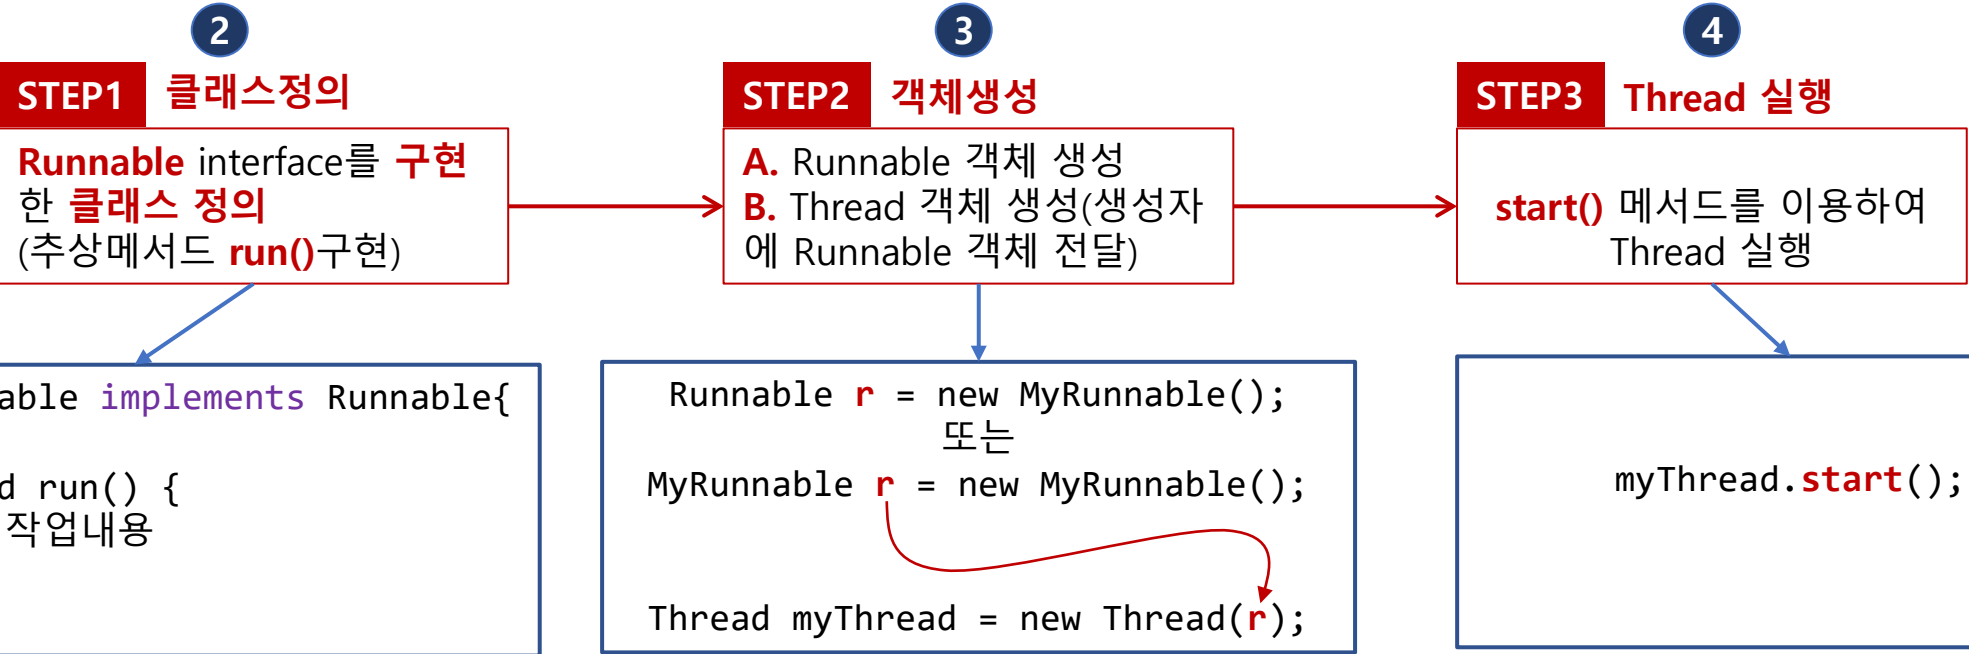 2
STEP1 클래스정의
Runnable interface를 구현
한 클래스 정의
(추상메서드 run()구현)
able implements Runnable{
d run() {
작업내용
3
STEP2 객체생성
A. Runnable 객체 생성
B. Thread 객체 생성(생성자
에 Runnable 객체 전달)
Runnable r = new MyRunnable();
또는
MyRunnable r = new MyRunnable();
Thread myThread = new Thread(r);
4
STEP3 Thread 실행
start() 메서드를 이용하여
Thread 실행
myThread.start();